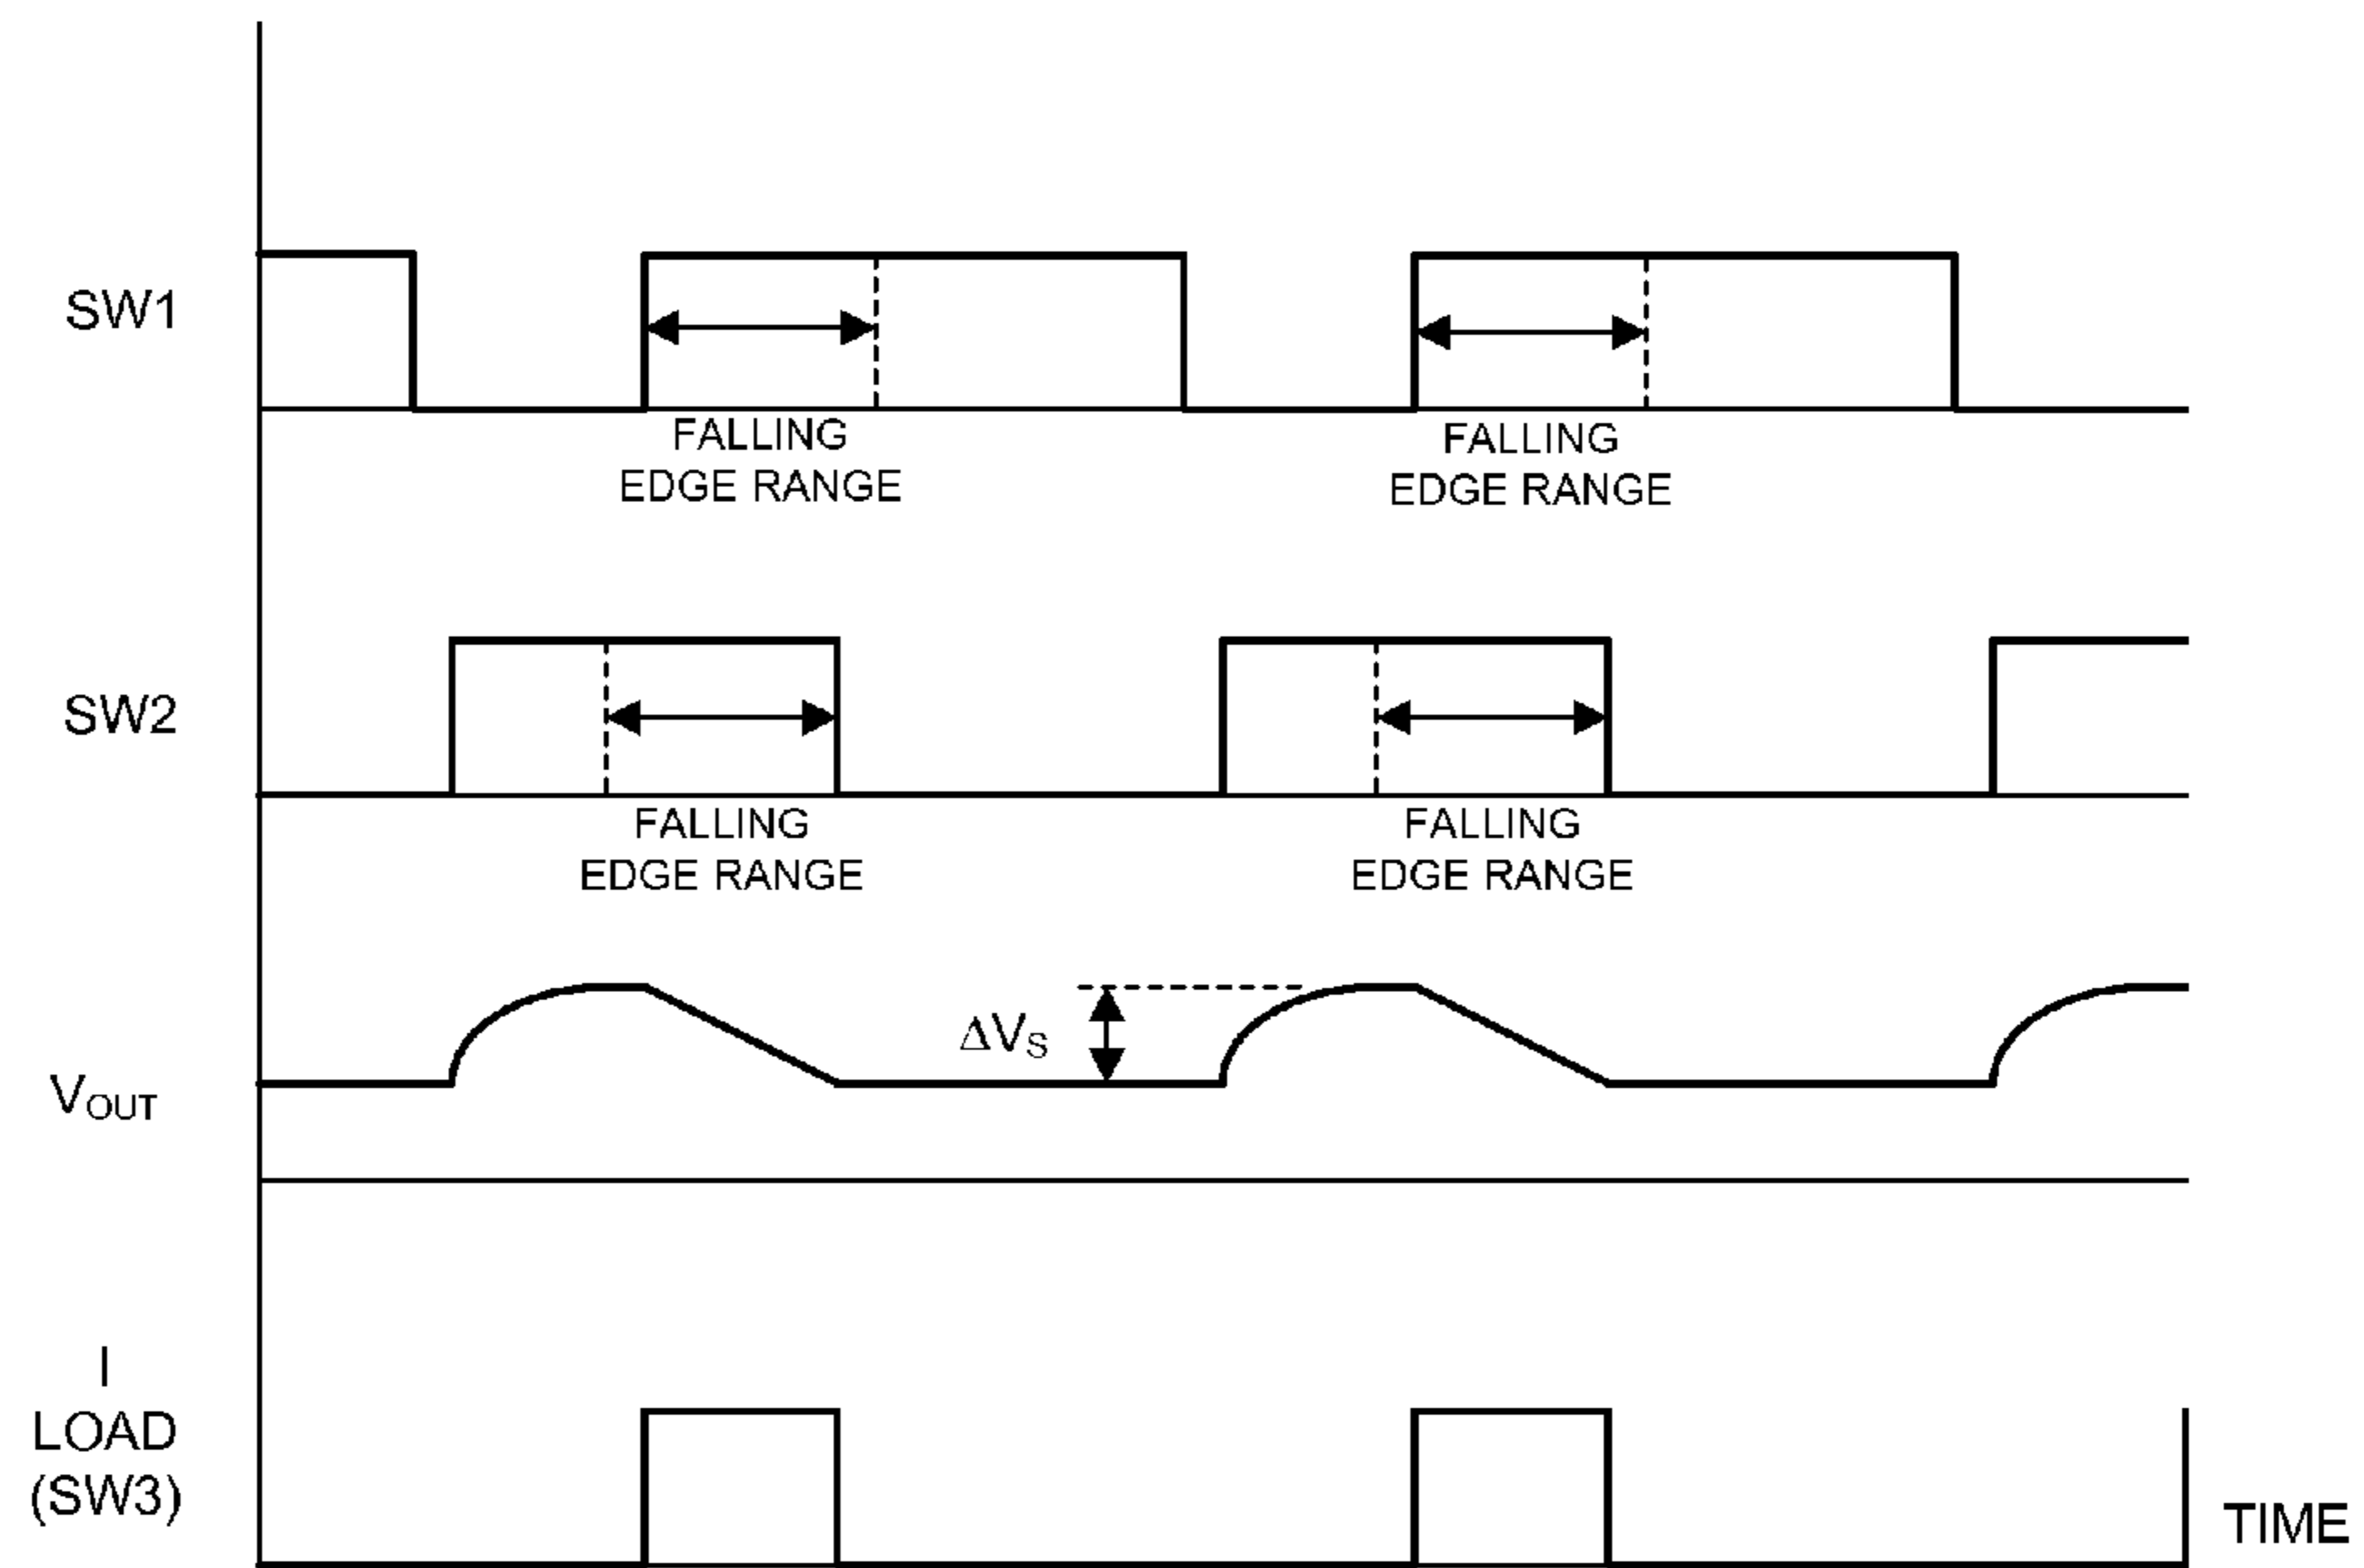 SW1
FALLING
EDGE RANGE
FALLING
EDGE RANGE
SW2
FALLING
EDGE RANGE
FALLING
EDGE RANGE
ΔVS
VOUT
I
LOAD
(SW3)
TIME